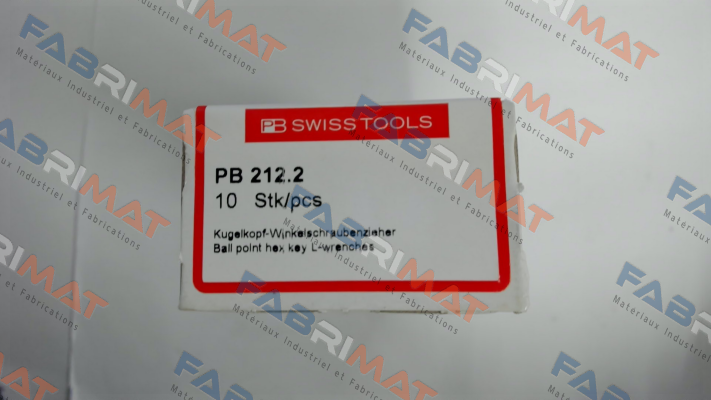 PB SWISS TOOLS
PB 212.2
10 Stk/pcs
Kugelkopf-Winkelschraubenzieher
Ball point hex key L-wrenches
FABRIMAT
Matériaux Industriel et Fabrications